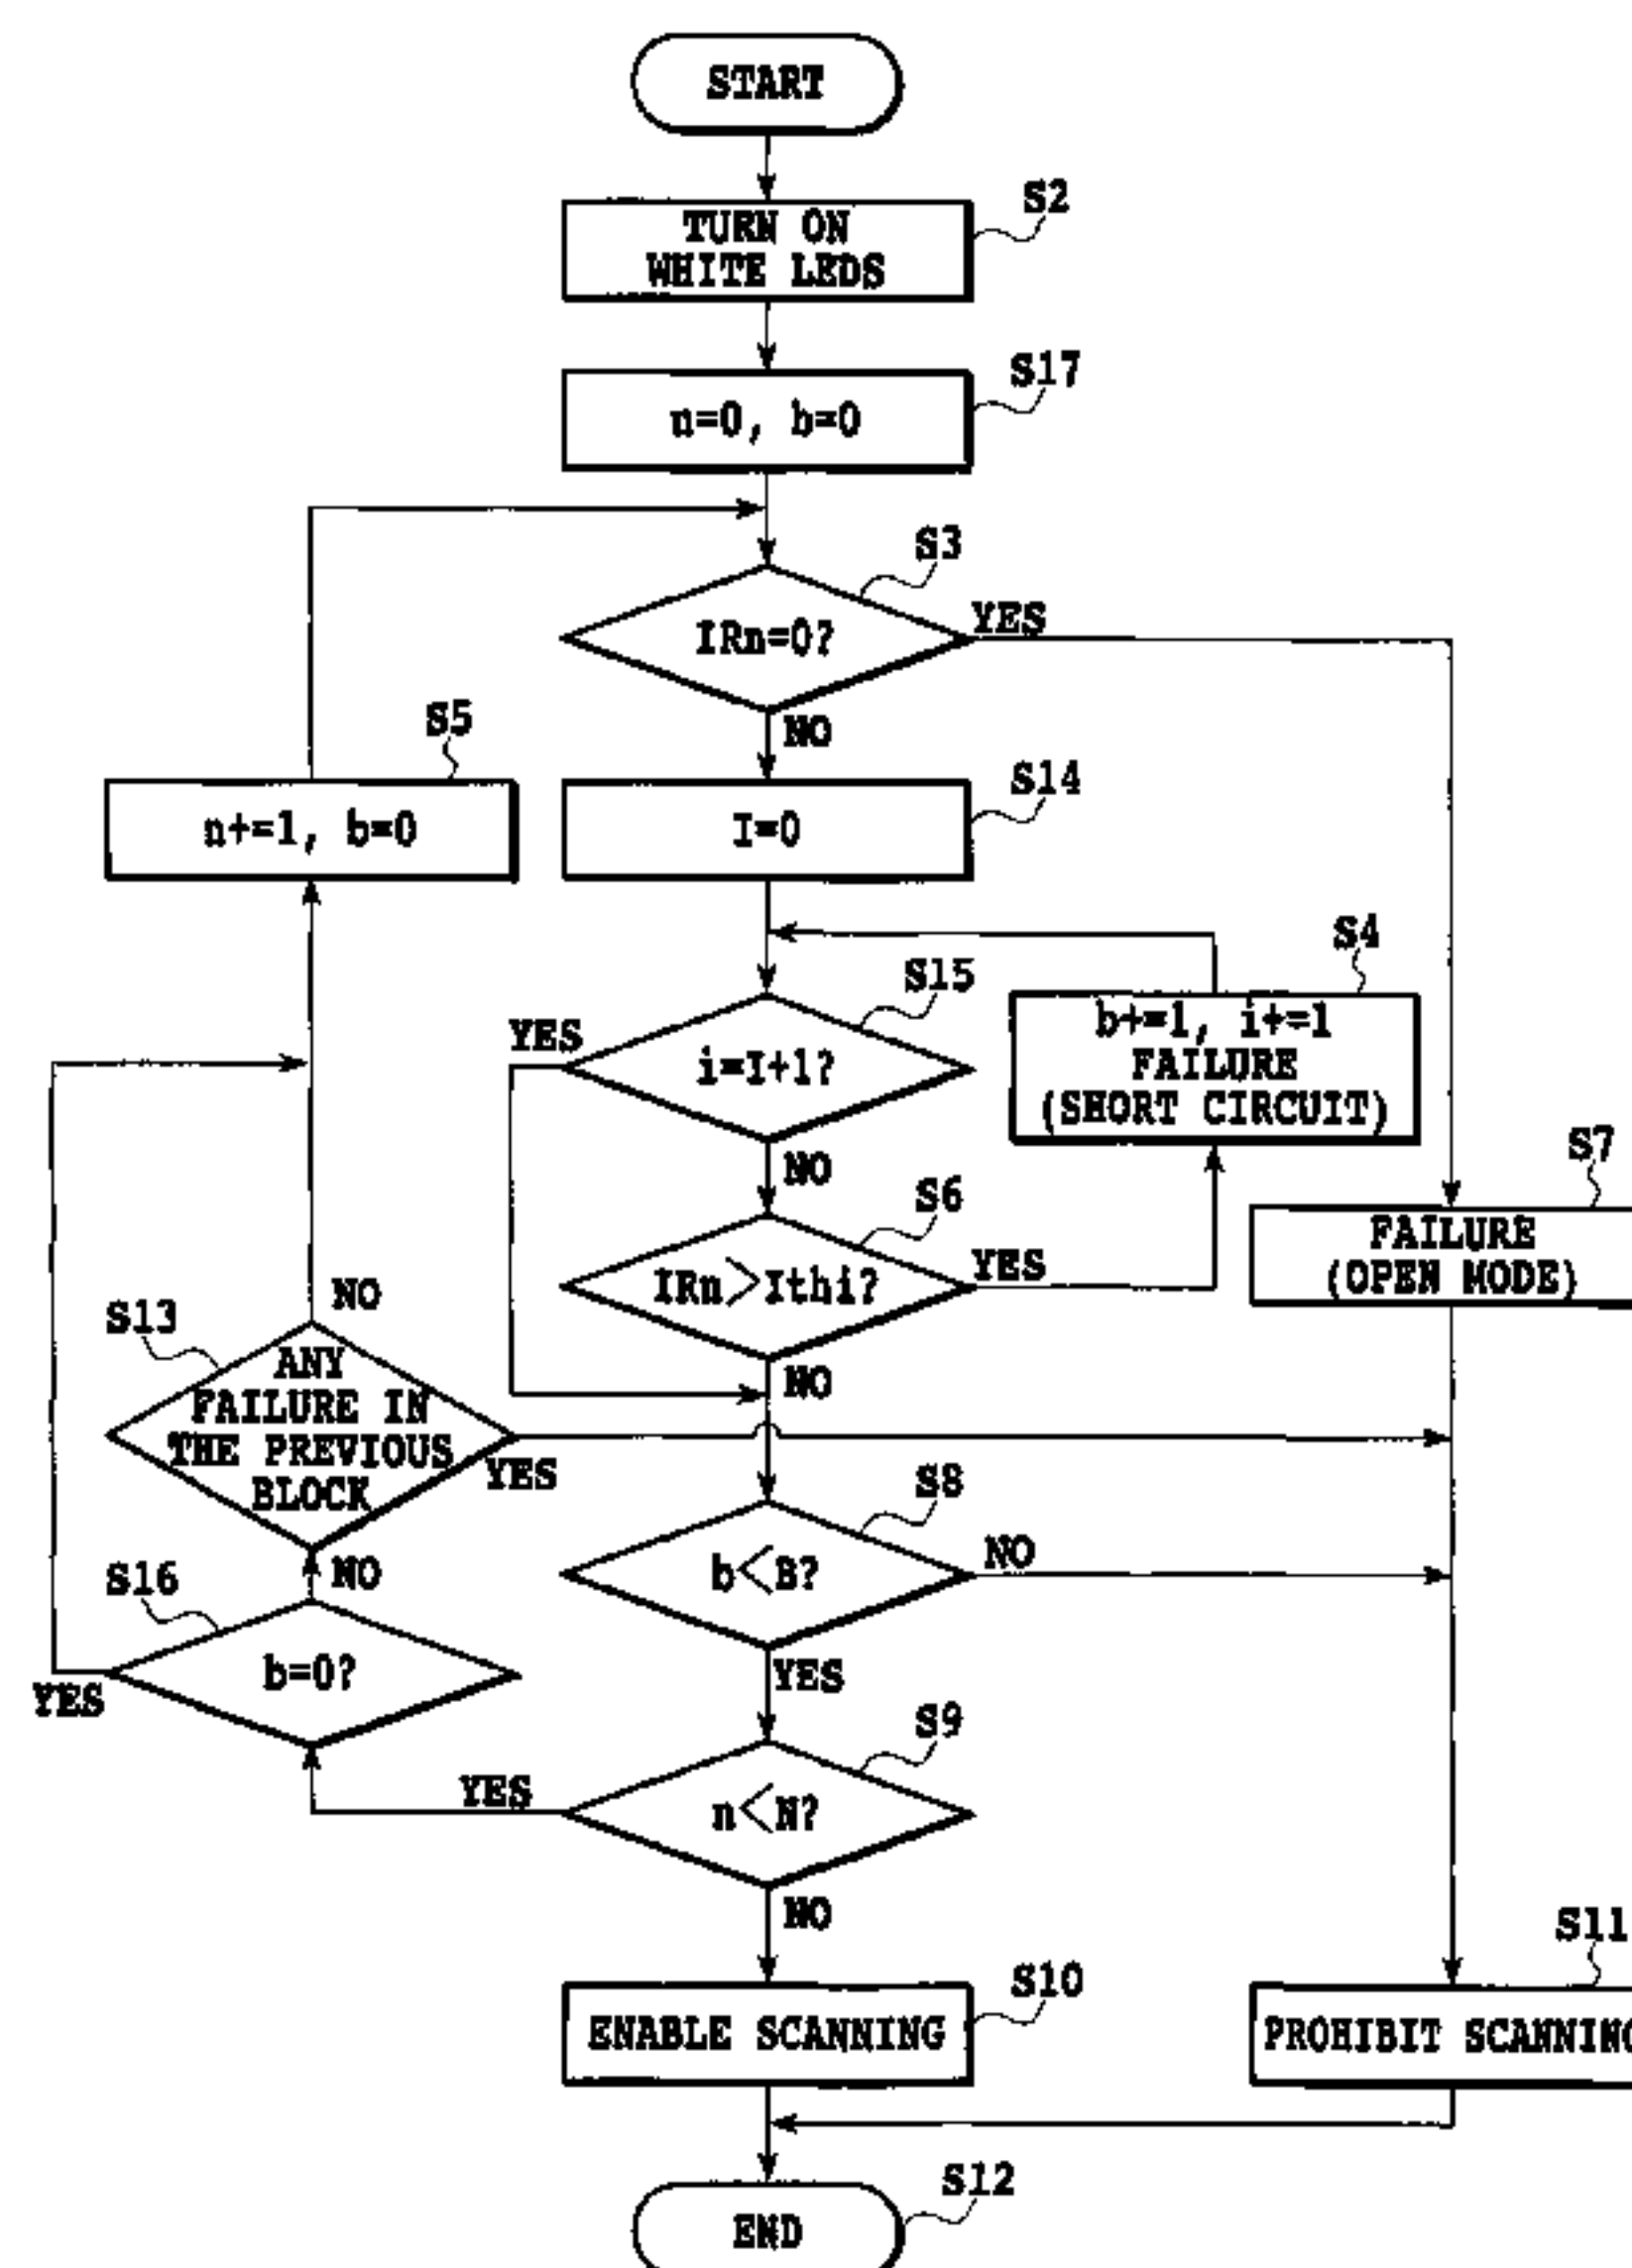 START
S2
TURN ON
WHITE LEDS
S17
n=0, b=0
S3
IRn=0?
YES
NO
S5
n+=1, b=0
S14
I=0
S4
b+=1, i+=1
FAILURE
(SHORT CIRCUIT)
S15
YES
i=I+1?
NO
S7
FAILURE
(OPEN MODE)
S6
IRn>Ithi?
YES
NO
NO
S13
ANY
FAILURE IN
THE PREVIOUS
BLOCK
YES
S8
b<B?
NO
YES
NO
S16
b=0?
YES
S9
YES
n<N?
NO
S10
ENABLE SCANNING
S11
PROHIBIT SCANNING
S12
END